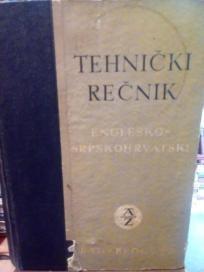 TEHNIČKI
REČNIK
ENGLESKO-
SRPSKOHRVATSKI